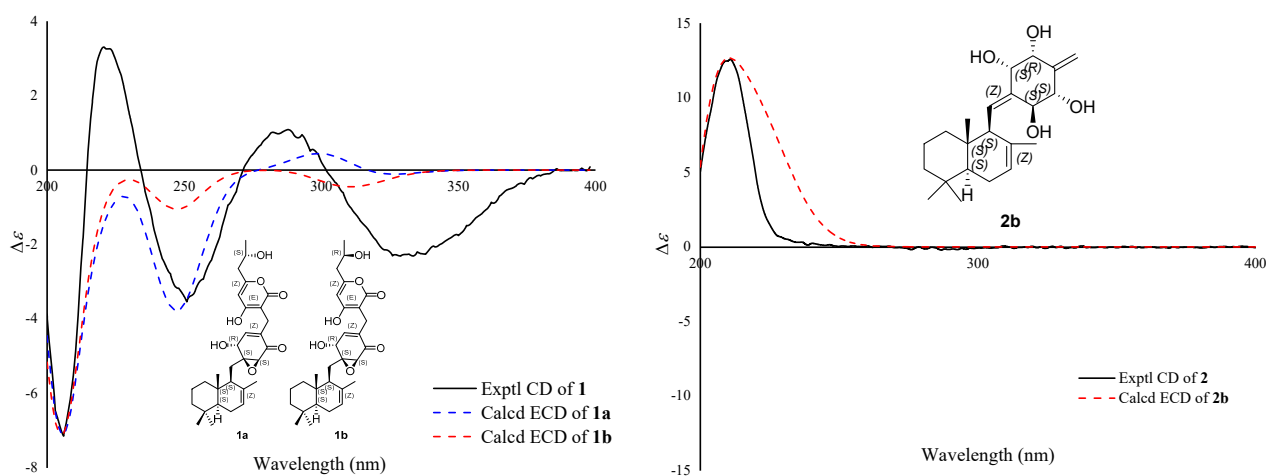 4
2
0
-2
-4
-6
-8
200
250
300
350
400
Δε
Wavelength (nm)
(S)
OH
(Z)
O
(E)
O
HO
(Z)
(R)
HO
(S)
O
(S)
O
(S)
(S)
(S)
(Z)
H
1a
(R)
OH
(Z)
O
(E)
O
HO
(Z)
(R)
HO
(S)
O
(S)
O
(S)
(S)
(S)
(Z)
H
1b
Exptl CD of 1
Calcd ECD of 1a
Calcd ECD of 1b
15
10
5
0
-5
-10
-15
200
300
400
Δε
Wavelength (nm)
OH
HO
(R)
(S)
(S)
(Z)
(S)
OH
OH
(S)
(S)
(S)
(Z)
H
2b
Exptl CD of 2
Calcd ECD of 2b